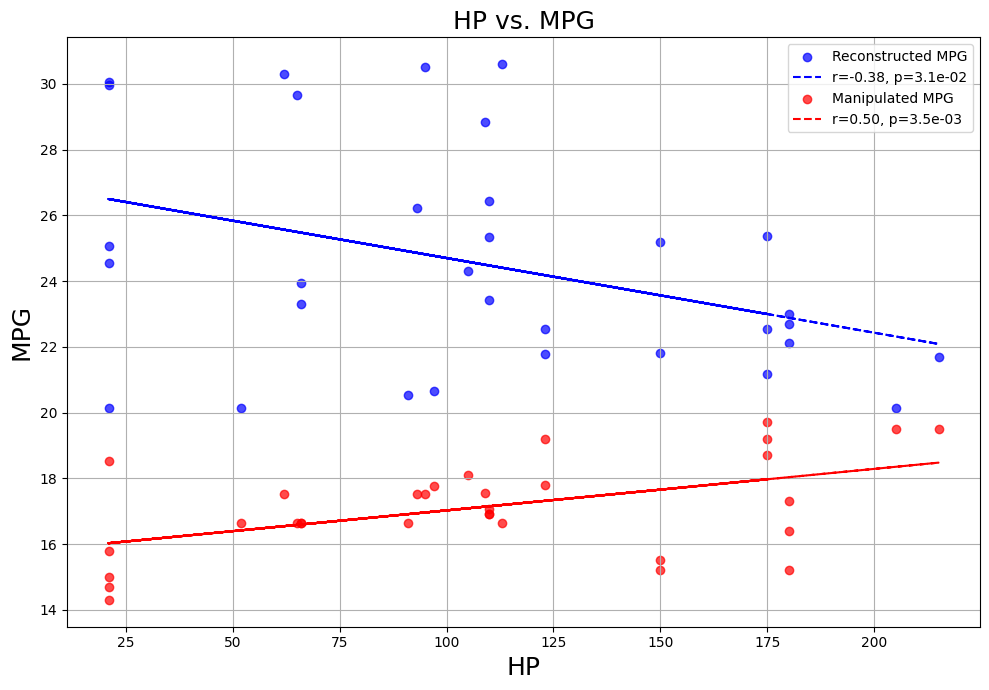 HP vs. MPG
Reconstructed MPG
r=-0.38, p=3.1e-02
Manipulated MPG
r=0.50, p=3.5e-03
MPG
30
28
26
24
22
20
18
16
14
25
50
75
100
125
150
175
200
HP